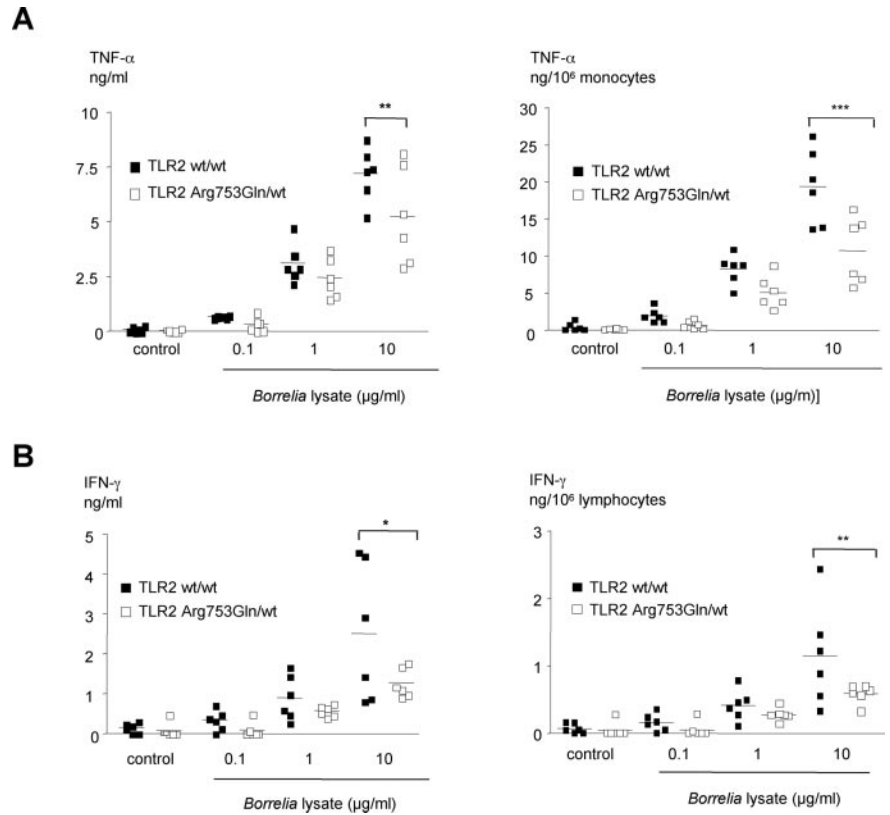 A
TNF-α
ng/ml
10
7.5
5
2.5
0
**
TLR2 wt/wt
TLR2 Arg753Gln/wt
control
0.1
1
10
Borrelia lysate (µg/ml)
TNF-α
ng/10⁶ monocytes
30
25
20
15
10
5
0
***
TLR2 wt/wt
TLR2 Arg753Gln/wt
control
0.1
1
10
Borrelia lysate (µg/m)]
B
IFN-γ
ng/ml
5
4
3
2
1
0
*
TLR2 wt/wt
TLR2 Arg753Gln/wt
control
0.1
1
10
Borrelia lysate (µg/ml)
IFN-γ
ng/10⁶ lymphocytes
3
2
1
0
**
TLR2 wt/wt
TLR2 Arg753Gln/wt
control
0.1
1
10
Borrelia lysate (µg/ml)